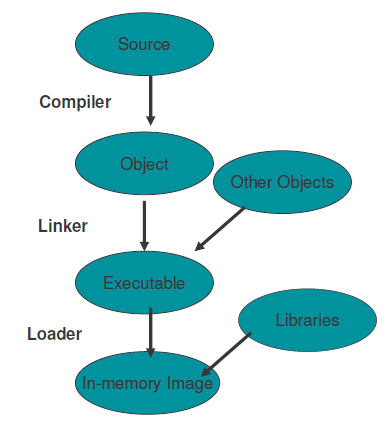 Source
Compiler
Object
Other Objects
Linker
Executable
Libraries
Loader
In-memory Image